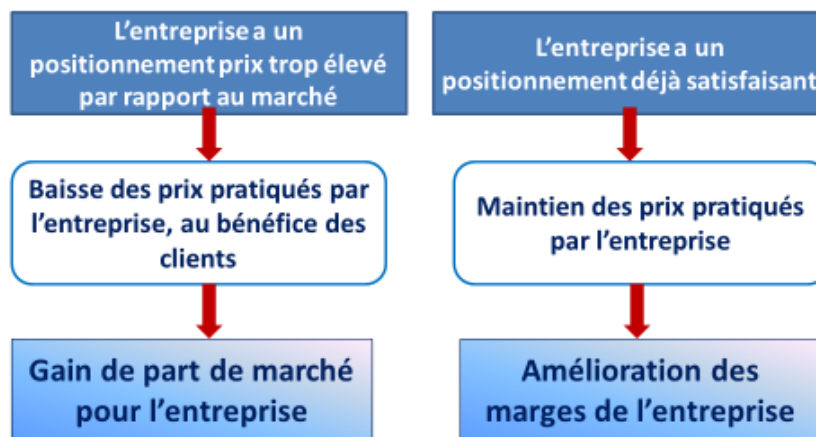 L'entreprise a un
positionnement prix trop élevé
par rapport au marché
Baisse des prix pratiqués par
l'entreprise, au bénéfice des
clients
Gain de part de marché
pour l'entreprise
L'entreprise a un
positionnement déjà satisfaisant
Maintien des prix pratiqués
par l'entreprise
Amélioration des
marges de l'entreprise